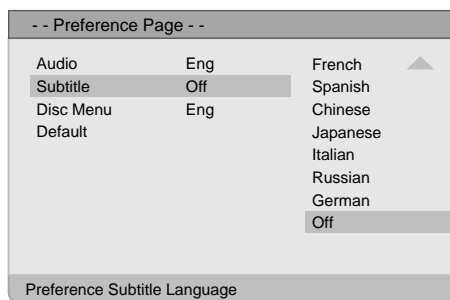 - - Preference Page - -
Audio Eng French
Subtitle Off Spanish
Disc Menu Eng Chinese
Default Japanese
Italian
Russian
German
Off
Preference Subtitle Language